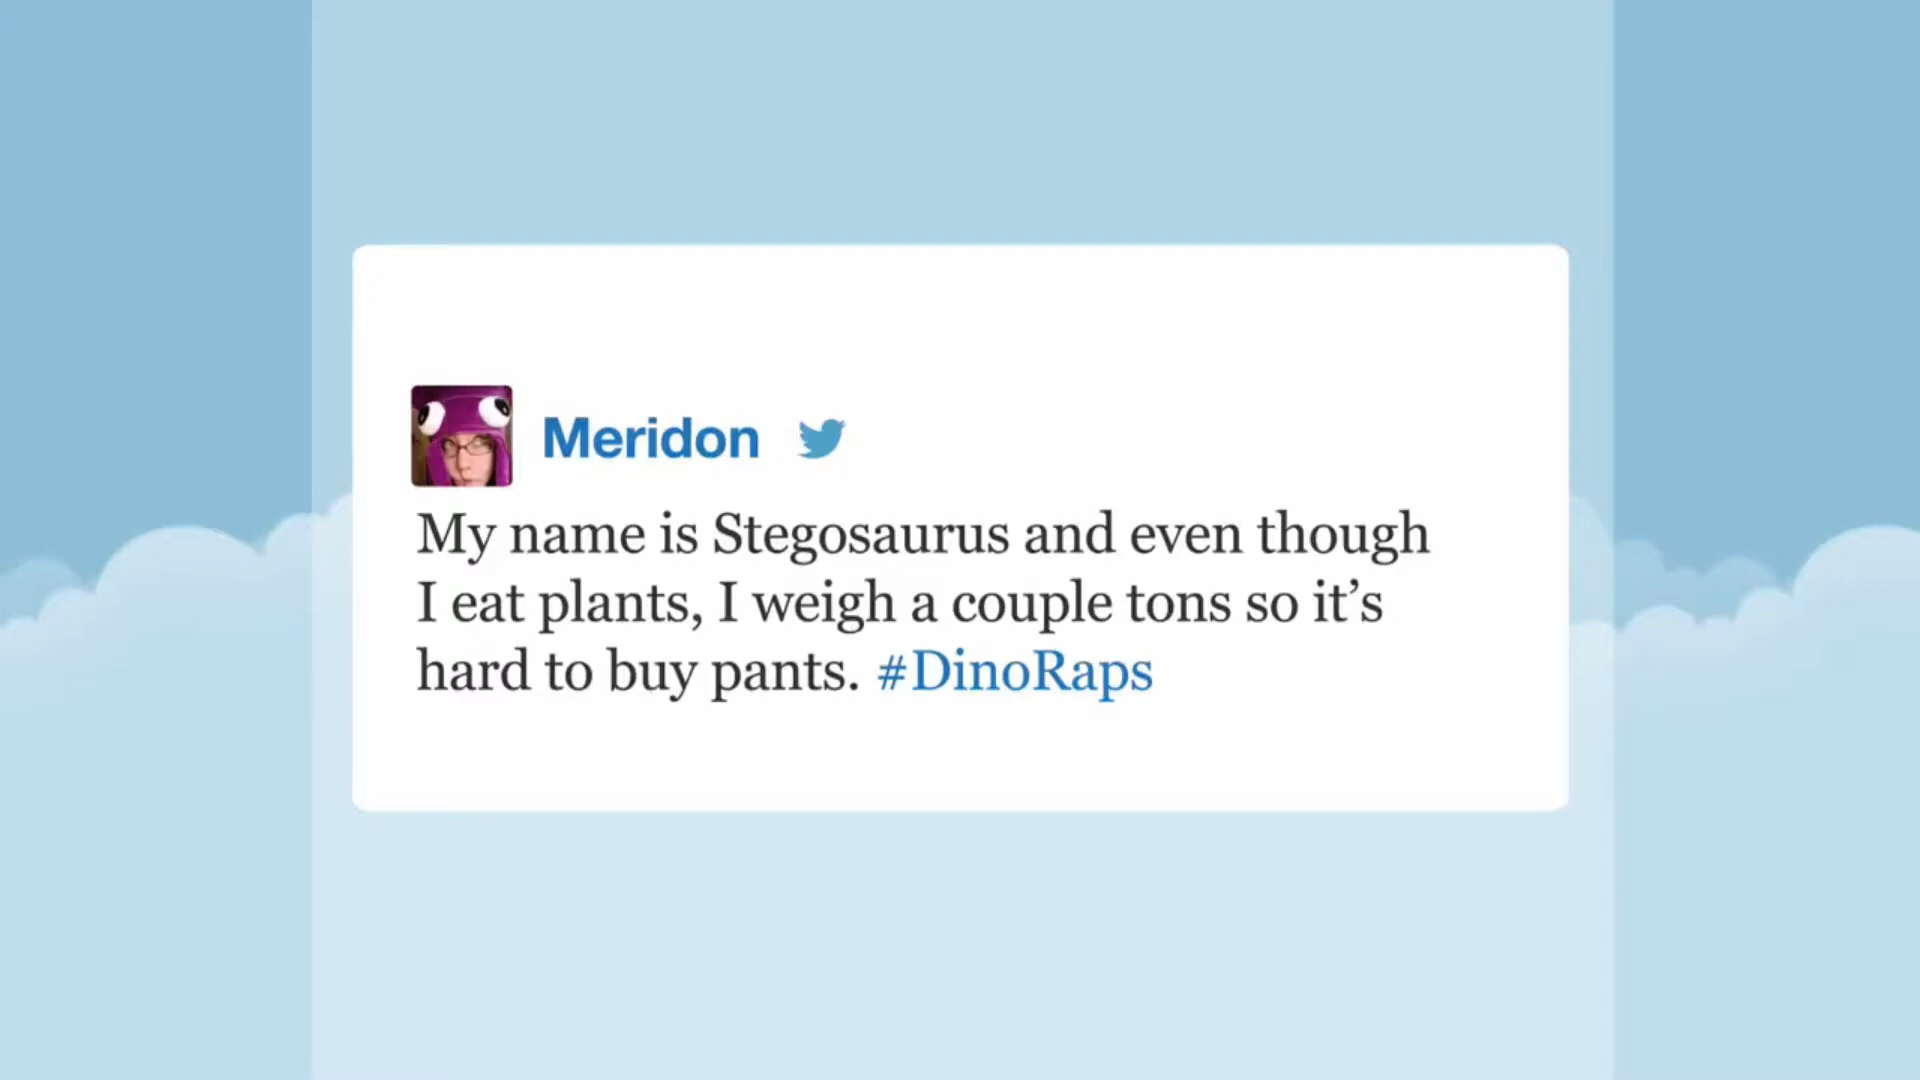 Meridon
My name is Stegosaurus and even though
I eat plants, I weigh a couple tons so it’s
hard to buy pants. #DinoRaps